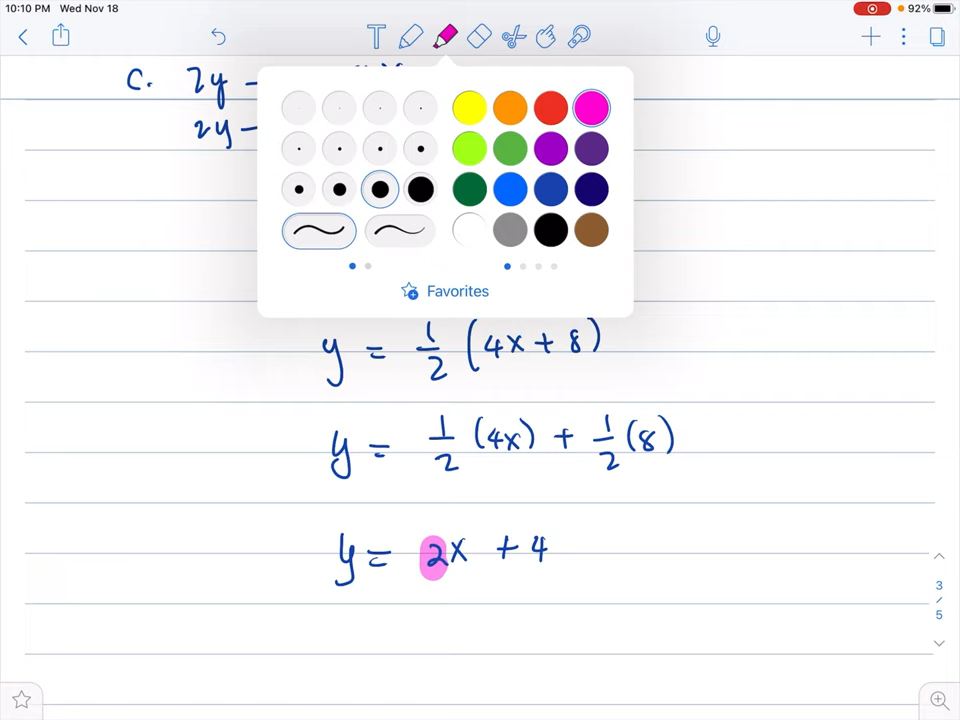 10:10 PM Wed Nov 18
92%
T
C. 2y -
2y -
Favorites
y = 1/2 (4x + 8)
y = 1/2 (4x) + 1/2 (8)
y = 2x + 4
3
/
5